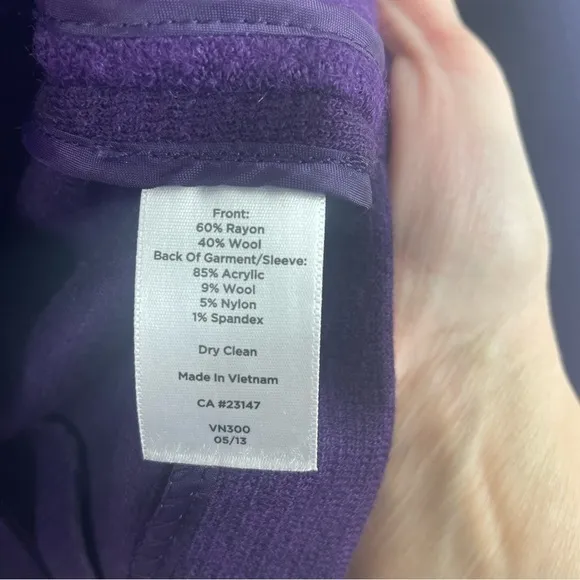 Front:
60% Rayon
40% Wool
Back Of Garment/Sleeve:
85% Acrylic
9% Wool
5% Nylon
1% Spandex
Dry Clean
Made In Vietnam
CA #23147
VN300
05/13